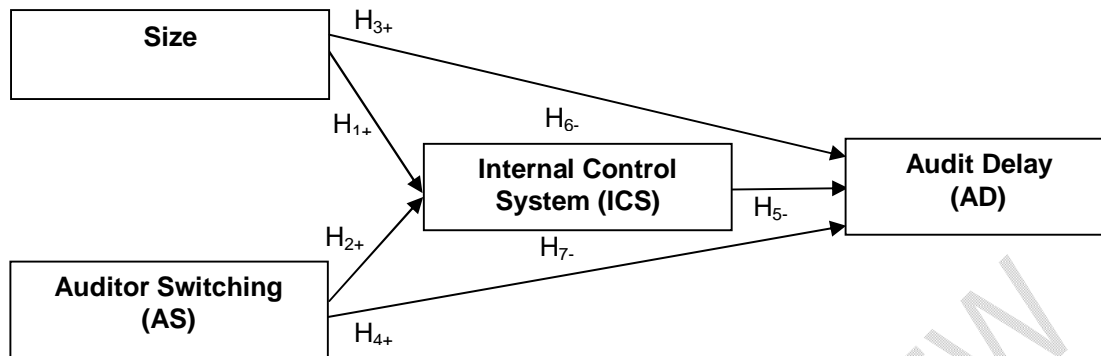 Size
H3+
H1+
H6-
Internal Control
System (ICS)
Audit Delay
(AD)
H5-
H2+
H7-
Auditor Switching
(AS)
H4+